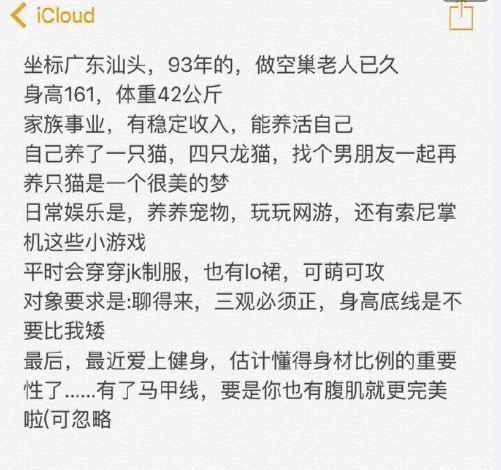 iCloud
坐标广东汕头，93年的，做空巢老人已久
身高161，体重42公斤
家族事业，有稳定收入，能养活自己
自己养了一只猫，四只龙猫，找个男朋友一起再
养只猫是一个很美的梦
日常娱乐是，养养宠物，玩玩网游，还有索尼掌
机这些小游戏
平时会穿穿jk制服，也有lo裙，可萌可攻
对象要求是:聊得来，三观必须正，身高底线是不
要比我矮
最后，最近爱上健身，估计懂得身材比例的重要
性了......有了马甲线，要是你也有腹肌就更完美
啦(可忽略